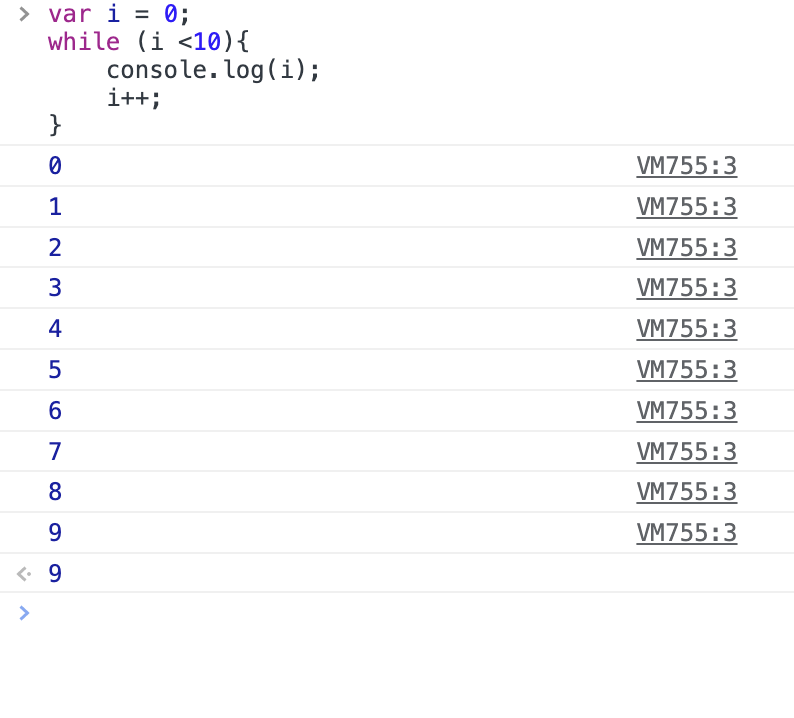 > var i = 0;
while (i <10){
    console.log(i);
    i++;
}
0 VM755:3
1 VM755:3
2 VM755:3
3 VM755:3
4 VM755:3
5 VM755:3
6 VM755:3
7 VM755:3
8 VM755:3
9 VM755:3
<· 9
>